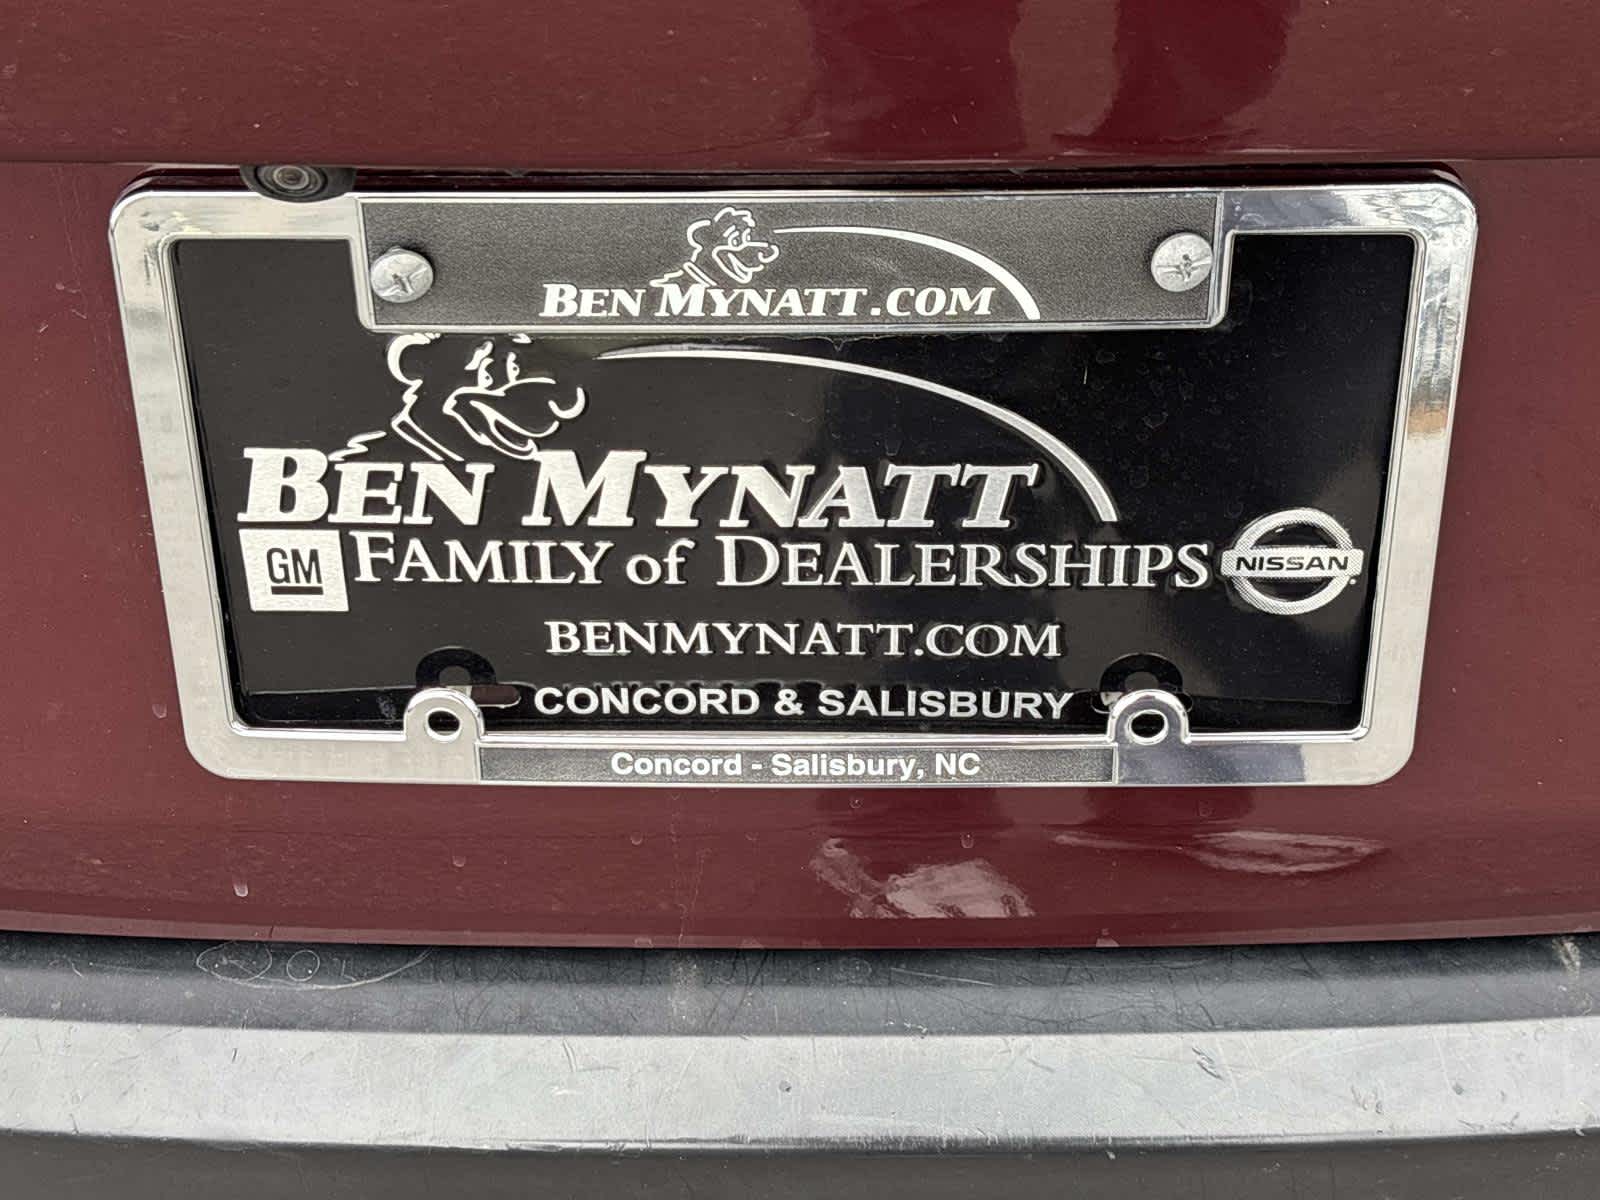 BEN MYNATT.COM
BEN MYNATT
GM FAMILY of DEALERSHIPS NISSAN
BENMYNATT.COM
CONCORD & SALISBURY
Concord - Salisbury, NC